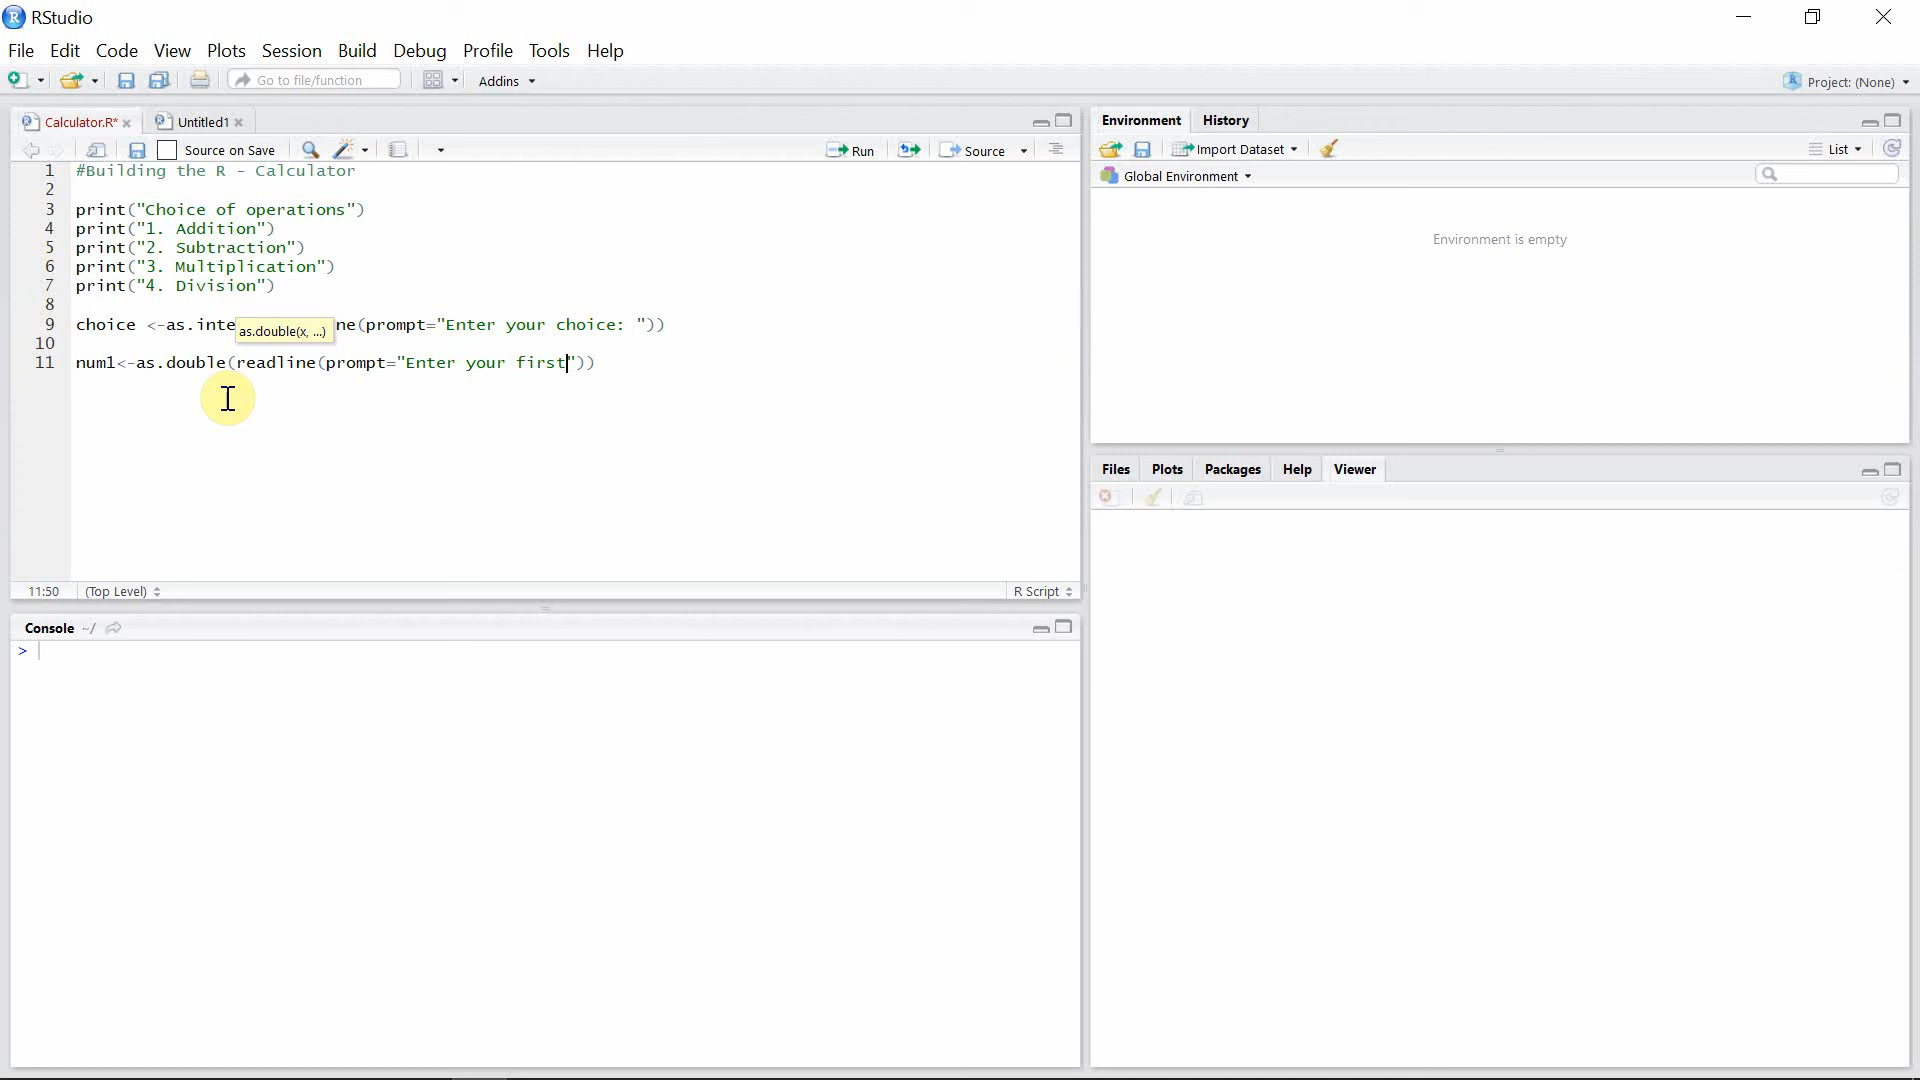 RStudio
File Edit Code View Plots Session Build Debug Profile Tools Help
Go to file/function Addins Project: (None)
Calculator.R* Untitled1
Source on Save Run Source
1 #Building the R - Calculator
2
3 print("Choice of operations")
4 print("1. Addition")
5 print("2. Subtraction")
6 print("3. Multiplication")
7 print("4. Division")
8
9 choice <-as.inte as.double(x, ...) ne(prompt="Enter your choice: "))
10
11 num1<-as.double(readline(prompt="Enter your first"))
11:50 (Top Level) R Script
Console ~/
>
Environment History
Import Dataset List
Global Environment
Environment is empty
Files Plots Packages Help Viewer